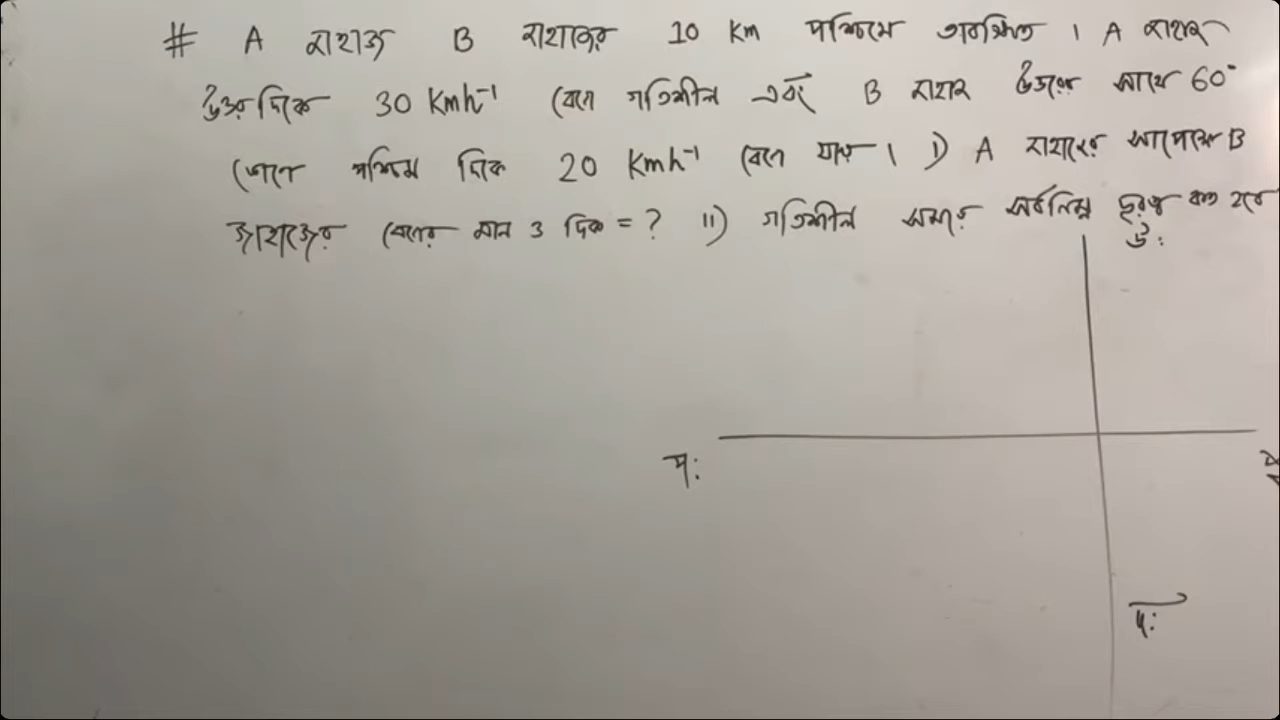 # A জাহাজ B জাহাজের 10 km পশ্চিমে অবস্থিত । A জাহাজ
উত্তর দিকে 30 Kmh⁻¹ বেগে গতিশীল এবং B জাহাজ উত্তরের সাথে 60°
কোণে পশ্চিম দিকে 20 Kmh⁻¹ বেগে যায় । i) A জাহাজের সাপেক্ষে B
জাহাজের বেগের মান ও দিক = ? ii) গতিশীল অবস্থায় সর্বনিম্ন দূরত্ব কত হবে
উ:
প:
দ: